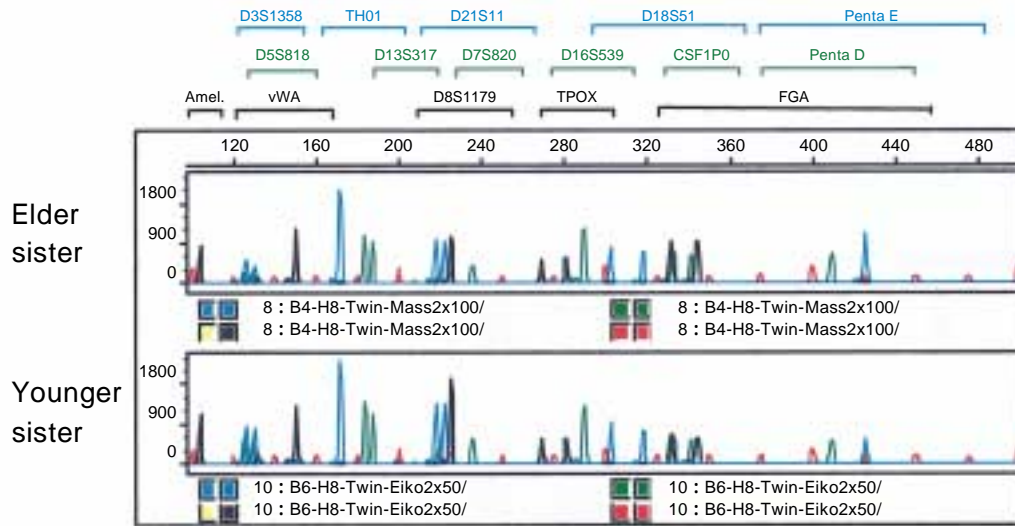 D3S1358 TH01 D21S11 D18S51 Penta E
D5S818 D13S317 D7S820 D16S539 CSF1P0 Penta D
Amel. vWA D8S1179 TPOX FGA
120 160 200 240 280 320 360 400 440 480
Elder
sister
1800
900
0
8 : B4-H8-Twin-Mass2x100/ 8 : B4-H8-Twin-Mass2x100/
8 : B4-H8-Twin-Mass2x100/ 8 : B4-H8-Twin-Mass2x100/
Younger
sister
1800
900
0
10 : B6-H8-Twin-Eiko2x50/ 10 : B6-H8-Twin-Eiko2x50/
10 : B6-H8-Twin-Eiko2x50/ 10 : B6-H8-Twin-Eiko2x50/